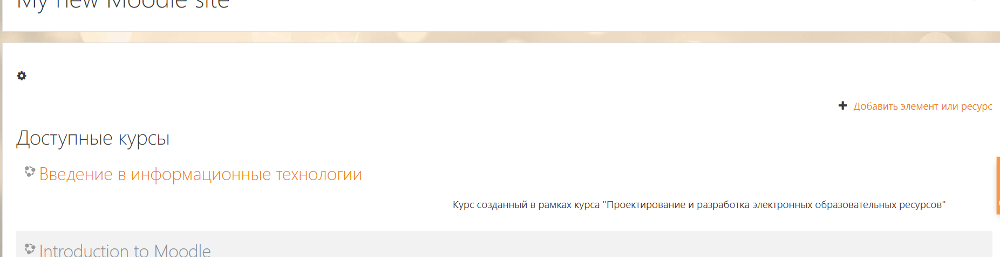 My new Moodle site
Добавить элемент или ресурс
Доступные курсы
Введение в информационные технологии
Курс созданный в рамках курса "Проектирование и разработка электронных образовательных ресурсов"
Introduction to Moodle